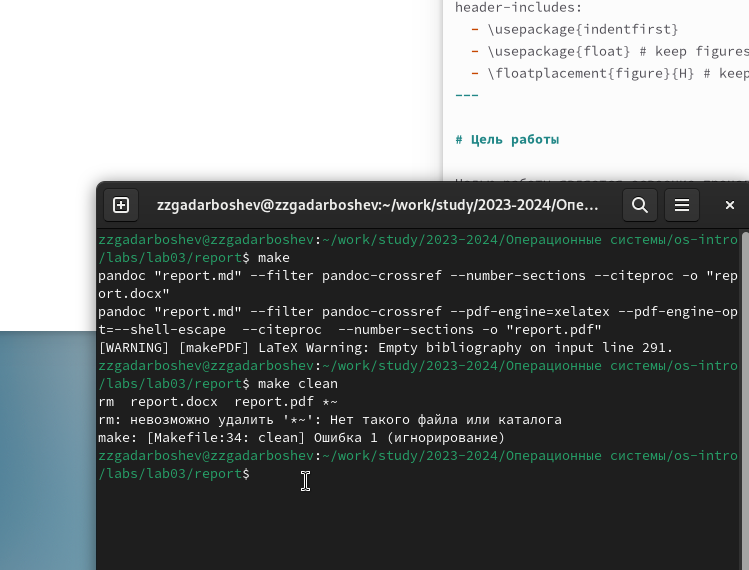 header-includes:
- \usepackage{indentfirst}
- \usepackage{float} # keep figures
- \floatplacement{figure}{H} # keep
---
# Цель работы
zzgadarboshev@zzgadarboshev:~/work/study/2023-2024/Опе...
zzgadarboshev@zzgadarboshev:~/work/study/2023-2024/Операционные системы/os-intro
/labs/lab03/report$ make
pandoc "report.md" --filter pandoc-crossref --number-sections --citeproc -o "rep
ort.docx"
pandoc "report.md" --filter pandoc-crossref --pdf-engine=xelatex --pdf-engine-op
t=--shell-escape  --citeproc  --number-sections -o "report.pdf"
[WARNING] [makePDF] LaTeX Warning: Empty bibliography on input line 291.
zzgadarboshev@zzgadarboshev:~/work/study/2023-2024/Операционные системы/os-intro
/labs/lab03/report$ make clean
rm  report.docx  report.pdf *~
rm: невозможно удалить '*~': Нет такого файла или каталога
make: [Makefile:34: clean] Ошибка 1 (игнорирование)
zzgadarboshev@zzgadarboshev:~/work/study/2023-2024/Операционные системы/os-intro
/labs/lab03/report$